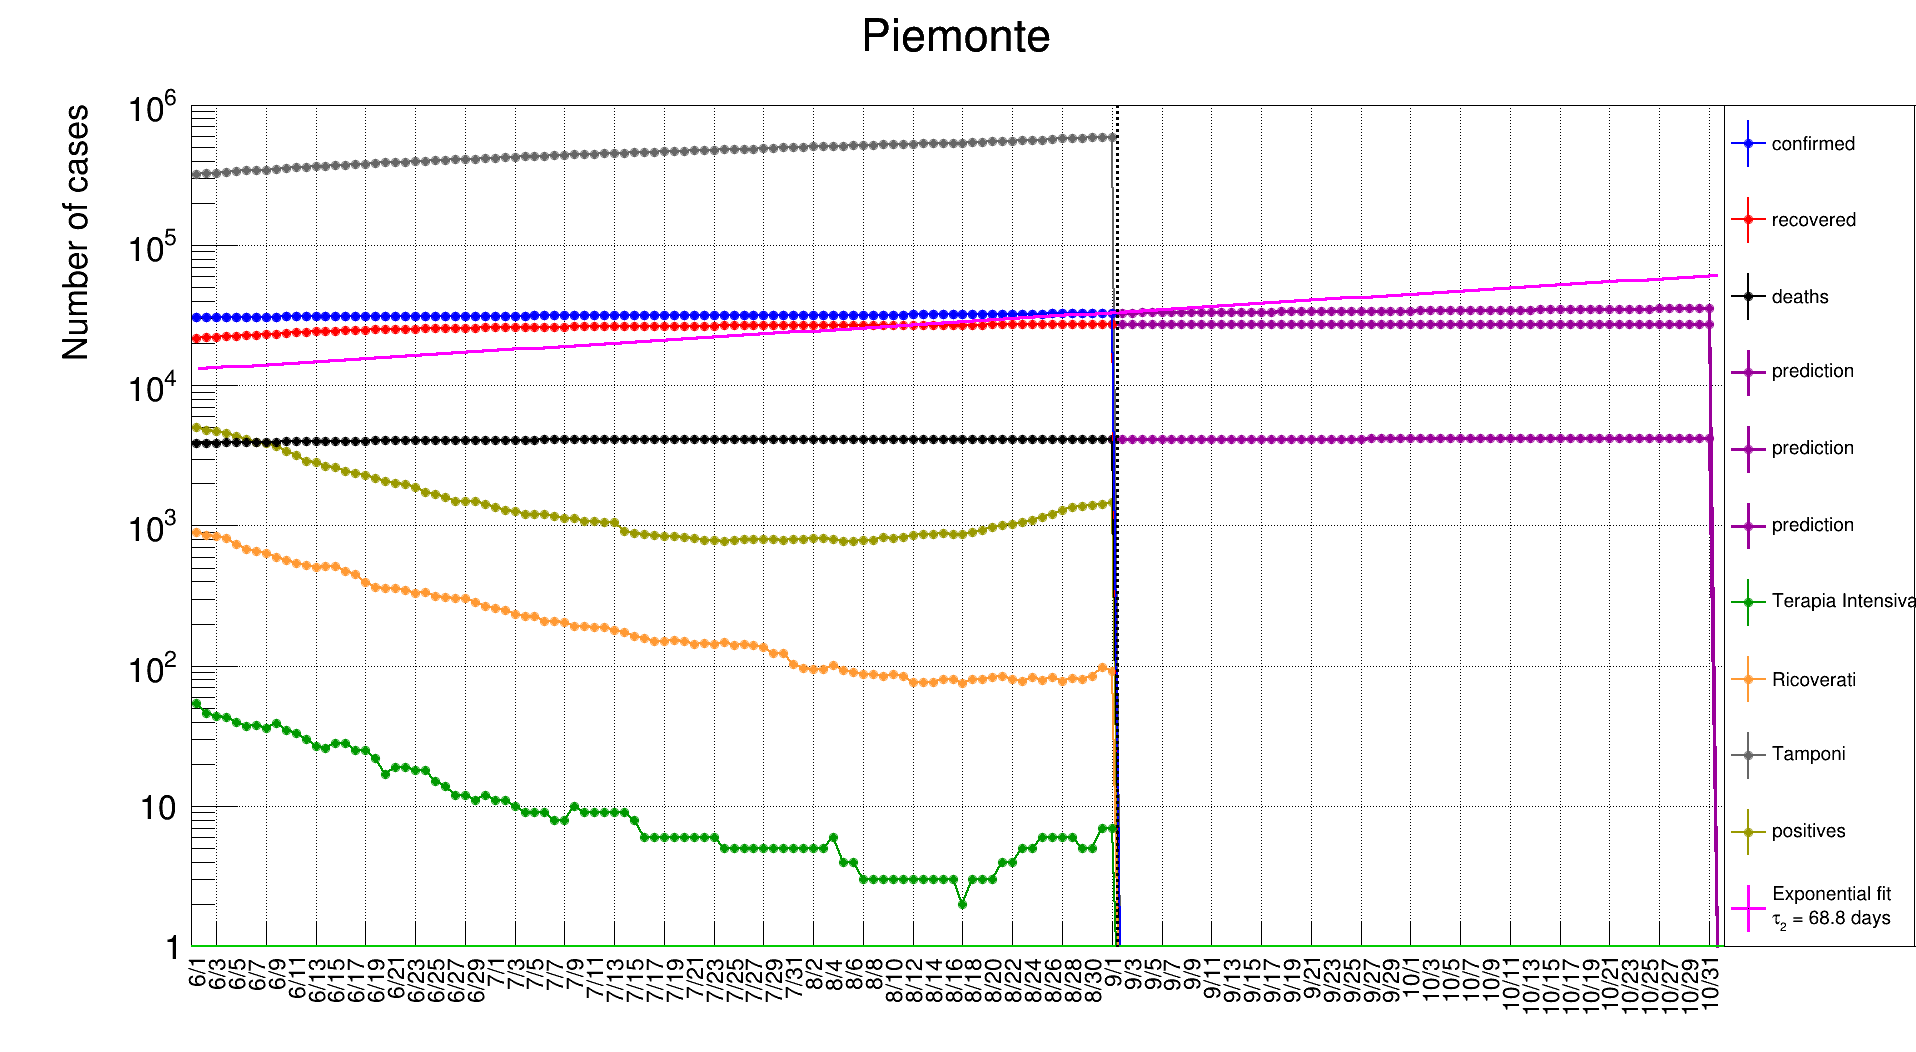 Piemonte
Number of cases
10^6
10^5
10^4
10^3
10^2
10
1
6/1 6/3 6/5 6/7 6/9 6/11 6/13 6/15 6/17 6/19 6/21 6/23 6/25 6/27 6/29 7/1 7/3 7/5 7/7 7/9 7/11 7/13 7/15 7/17 7/19 7/21 7/23 7/25 7/27 7/29 7/31 8/2 8/4 8/6 8/8 8/10 8/12 8/14 8/16 8/18 8/20 8/22 8/24 8/26 8/28 8/30 9/1 9/3 9/5 9/7 9/9 9/11 9/13 9/15 9/17 9/19 9/21 9/23 9/25 9/27 9/29 10/1 10/3 10/5 10/7 10/9 10/11 10/13 10/15 10/17 10/19 10/21 10/23 10/25 10/27 10/29 10/31
confirmed
recovered
deaths
prediction
prediction
prediction
Terapia Intensiva
Ricoverati
Tamponi
positives
Exponential fit
τ₂ = 68.8 days